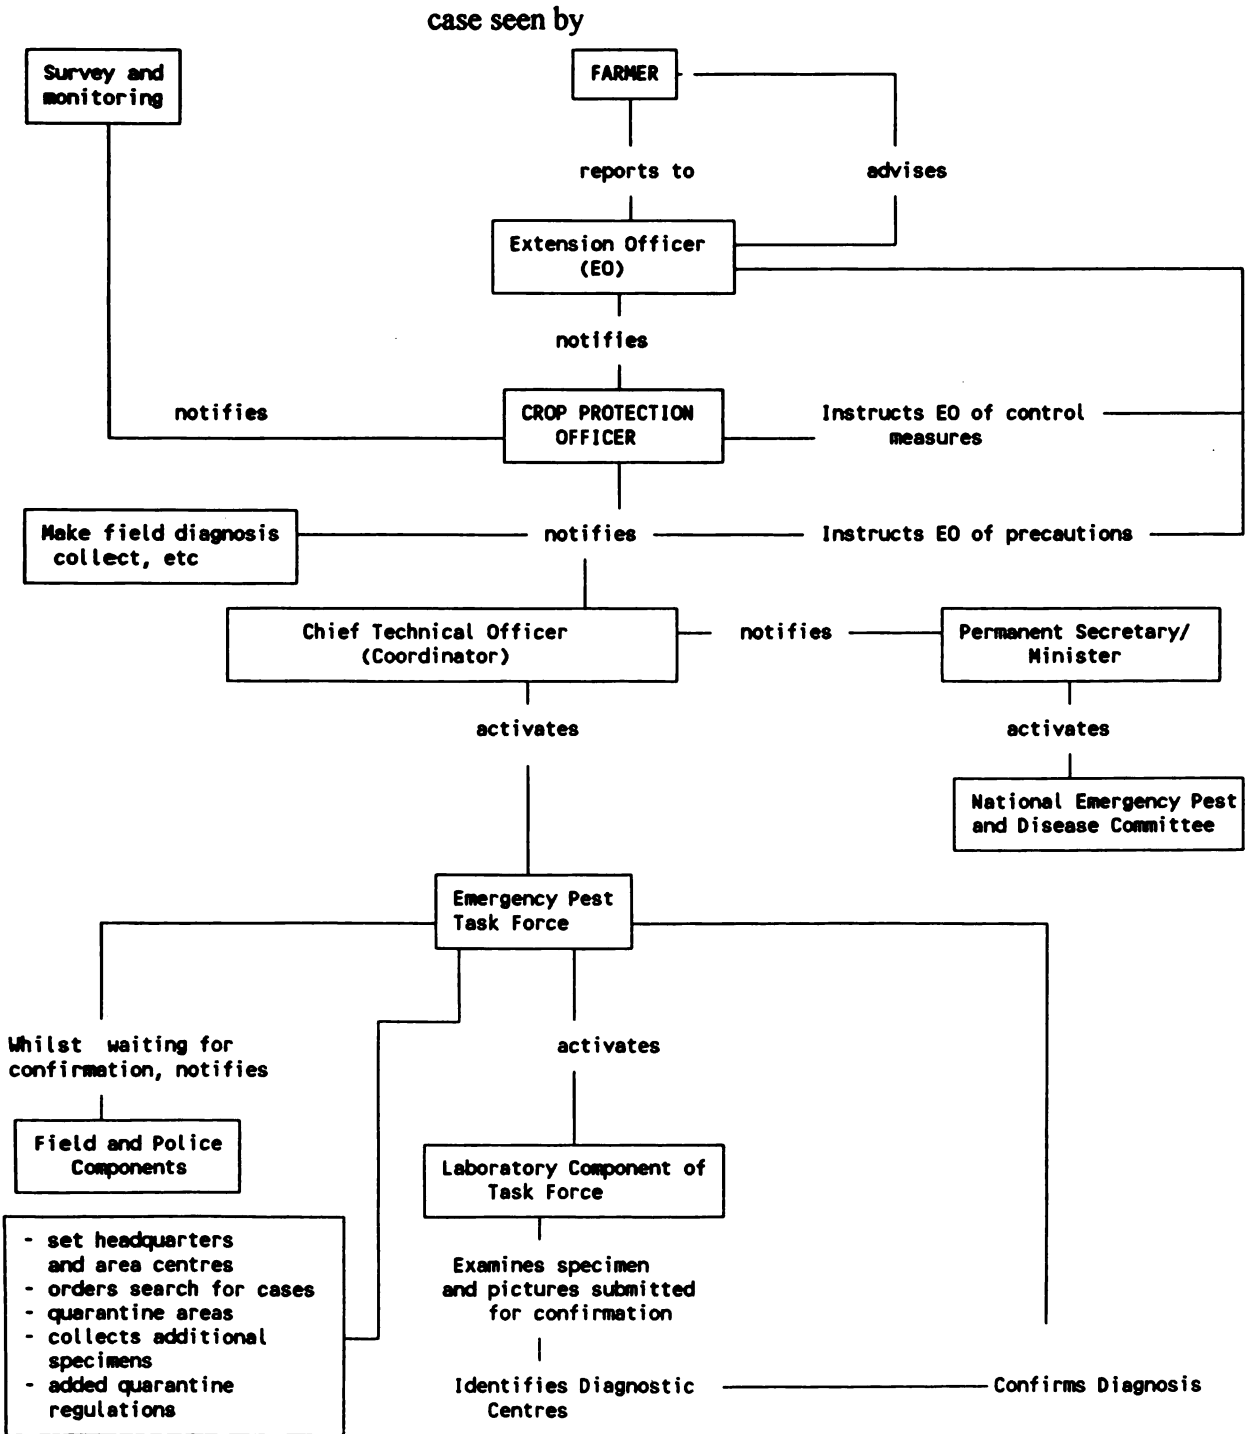 case seen by
Survey and
monitoring
FARMER
reports to
advises
Extension Officer
(EO)
notifies
notifies
CROP PROTECTION
OFFICER
Instructs EO of control
measures
Make field diagnosis
collect, etc
notifies
Instructs EO of precautions
Chief Technical Officer
(Coordinator)
notifies
Permanent Secretary/
Minister
activates
activates
National Emergency Pest
and Disease Committee
Emergency Pest
Task Force
Whilst waiting for
confirmation, notifies
activates
Field and Police
Components
Laboratory Component of
Task Force
- set headquarters
and area centres
- orders search for cases
- quarantine areas
- collects additional
specimens
- added quarantine
regulations
Examines specimen
and pictures submitted
for confirmation
Identifies Diagnostic
Centres
Confirms Diagnosis